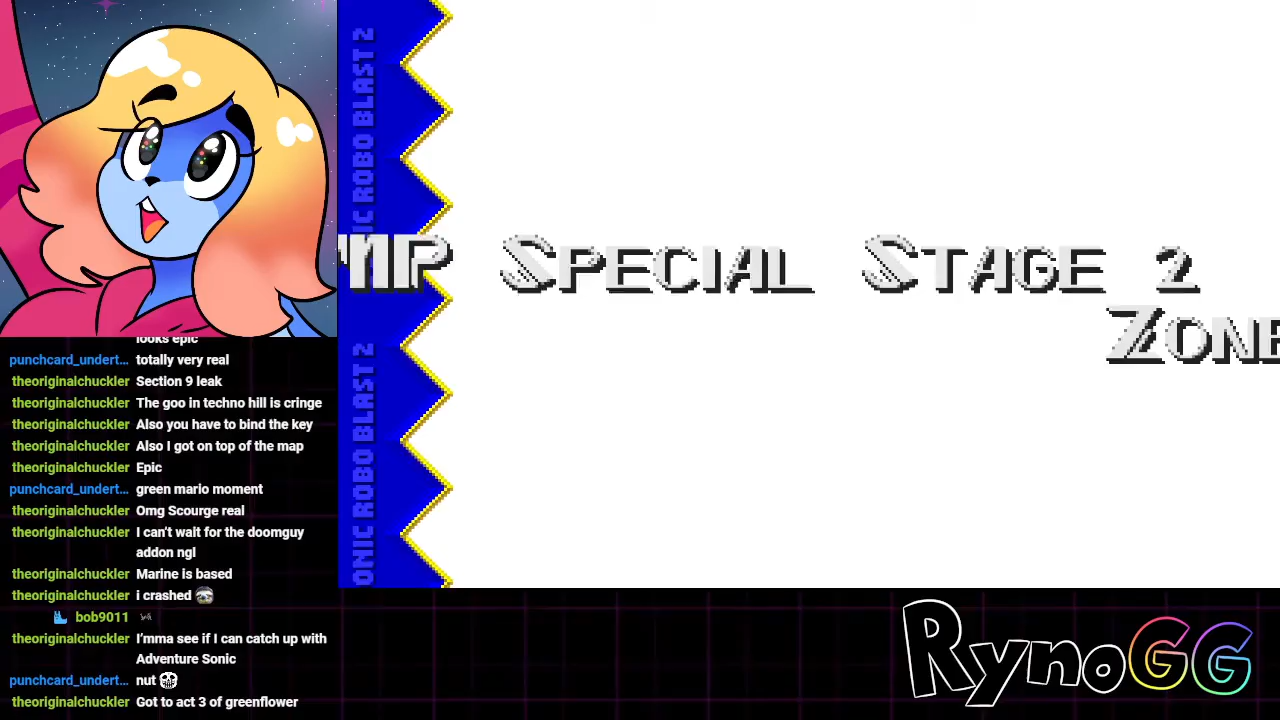 IC ROBO BLAST 2
MP SPECIAL STAGE 2
ZONE
ONIC ROBO BLAST 2
looks epic
punchcard_undert... totally very real
theoriginalchuckler Section 9 leak
theoriginalchuckler The goo in techno hill is cringe
theoriginalchuckler Also you have to bind the key
theoriginalchuckler Also I got on top of the map
theoriginalchuckler Epic
punchcard_undert... green mario moment
theoriginalchuckler Omg Scourge real
theoriginalchuckler I can't wait for the doomguy
addon ngl
theoriginalchuckler Marine is based
theoriginalchuckler i crashed
bob9011
theoriginalchuckler I'mma see if I can catch up with
Adventure Sonic
punchcard_undert... nut
theoriginalchuckler Got to act 3 of greenflower
RynoGG